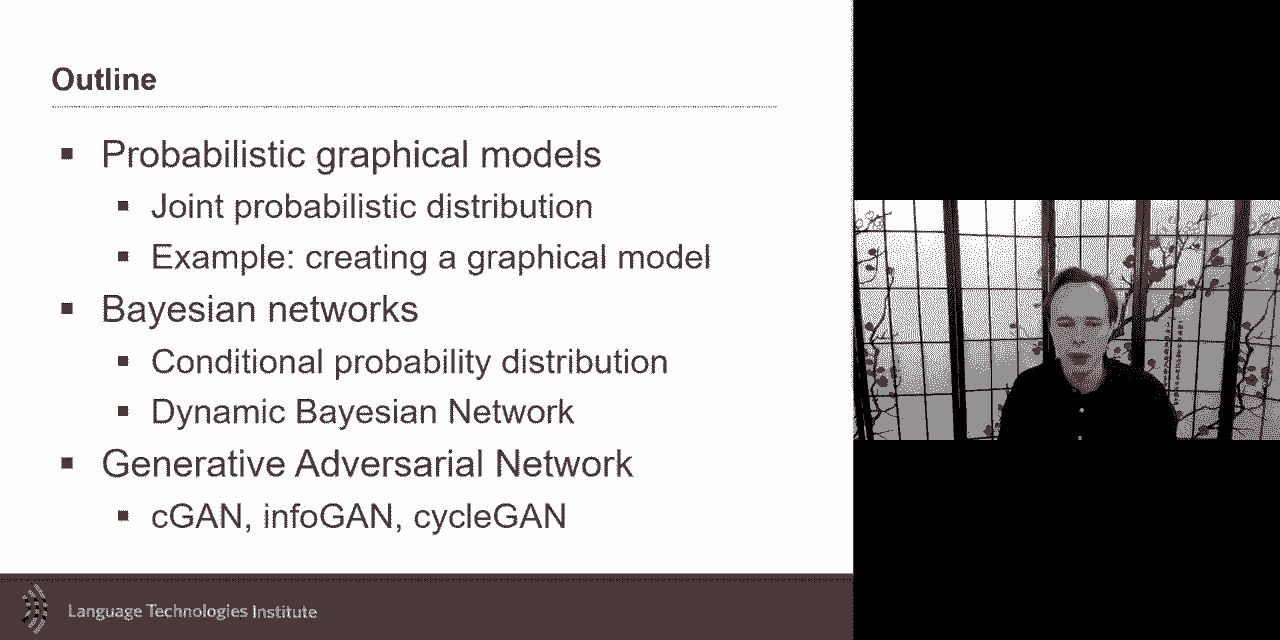 Outline
▪ Probabilistic graphical models
▪ Joint probabilistic distribution
▪ Example: creating a graphical model
▪ Bayesian networks
▪ Conditional probability distribution
▪ Dynamic Bayesian Network
▪ Generative Adversarial Network
▪ cGAN, infoGAN, cycleGAN
Language Technologies Institute